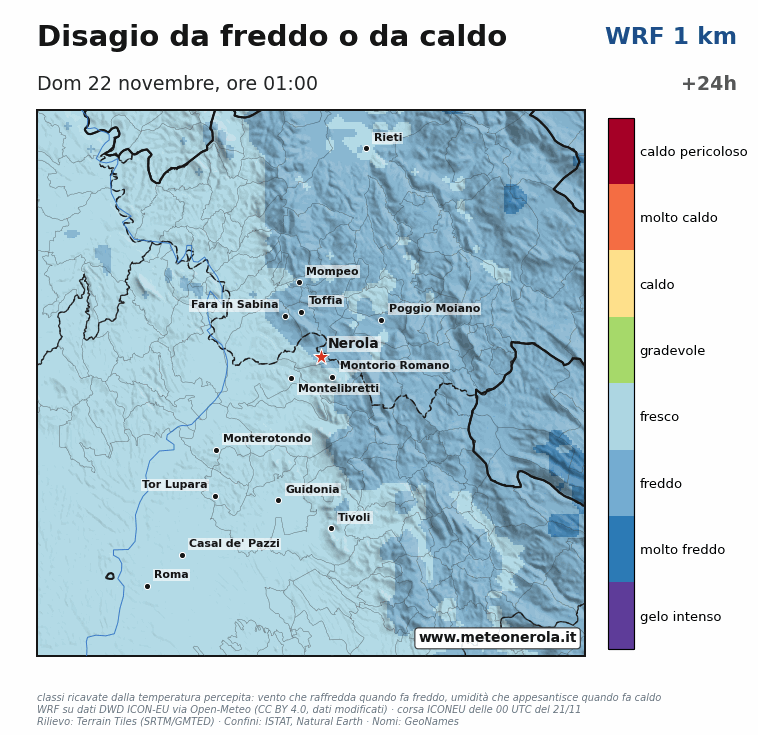 Disagio da freddo o da caldo
WRF 1 km
Dom 22 novembre, ore 01:00
+24h
Rieti
Mompeo
Toffia
Fara in Sabina
Poggio Moiano
Nerola
Montorio Romano
Montelibretti
Monterotondo
Tor Lupara
Guidonia
Tivoli
Casal de' Pazzi
Roma
www.meteonerola.it
caldo pericoloso
molto caldo
caldo
gradevole
fresco
freddo
molto freddo
gelo intenso
classi ricavate dalla temperatura percepita: vento che raffredda quando fa freddo, umidità che appesantisce quando fa caldo
WRF su dati DWD ICON-EU via Open-Meteo (CC BY 4.0, dati modificati) · corsa ICONEU delle 00 UTC del 21/11
Rilievo: Terrain Tiles (SRTM/GMTED) · Confini: ISTAT, Natural Earth · Nomi: GeoNames